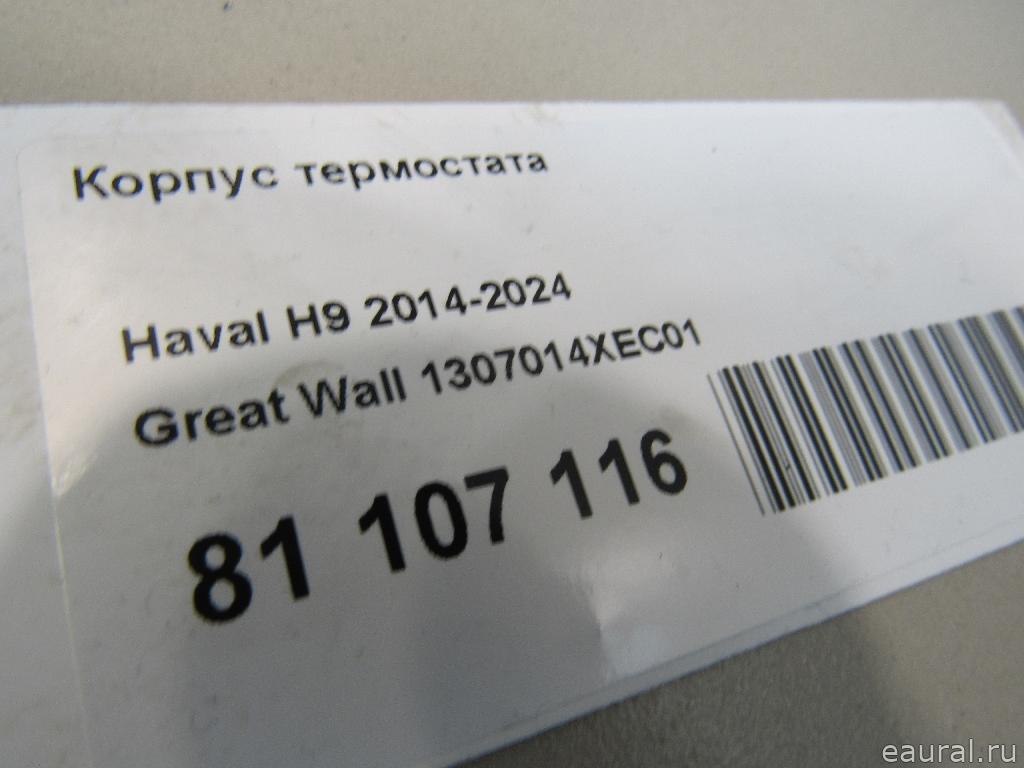 Корпус термостата
Haval H9 2014-2024
Great Wall 1307014XEC01
81 107 116
eaural.ru